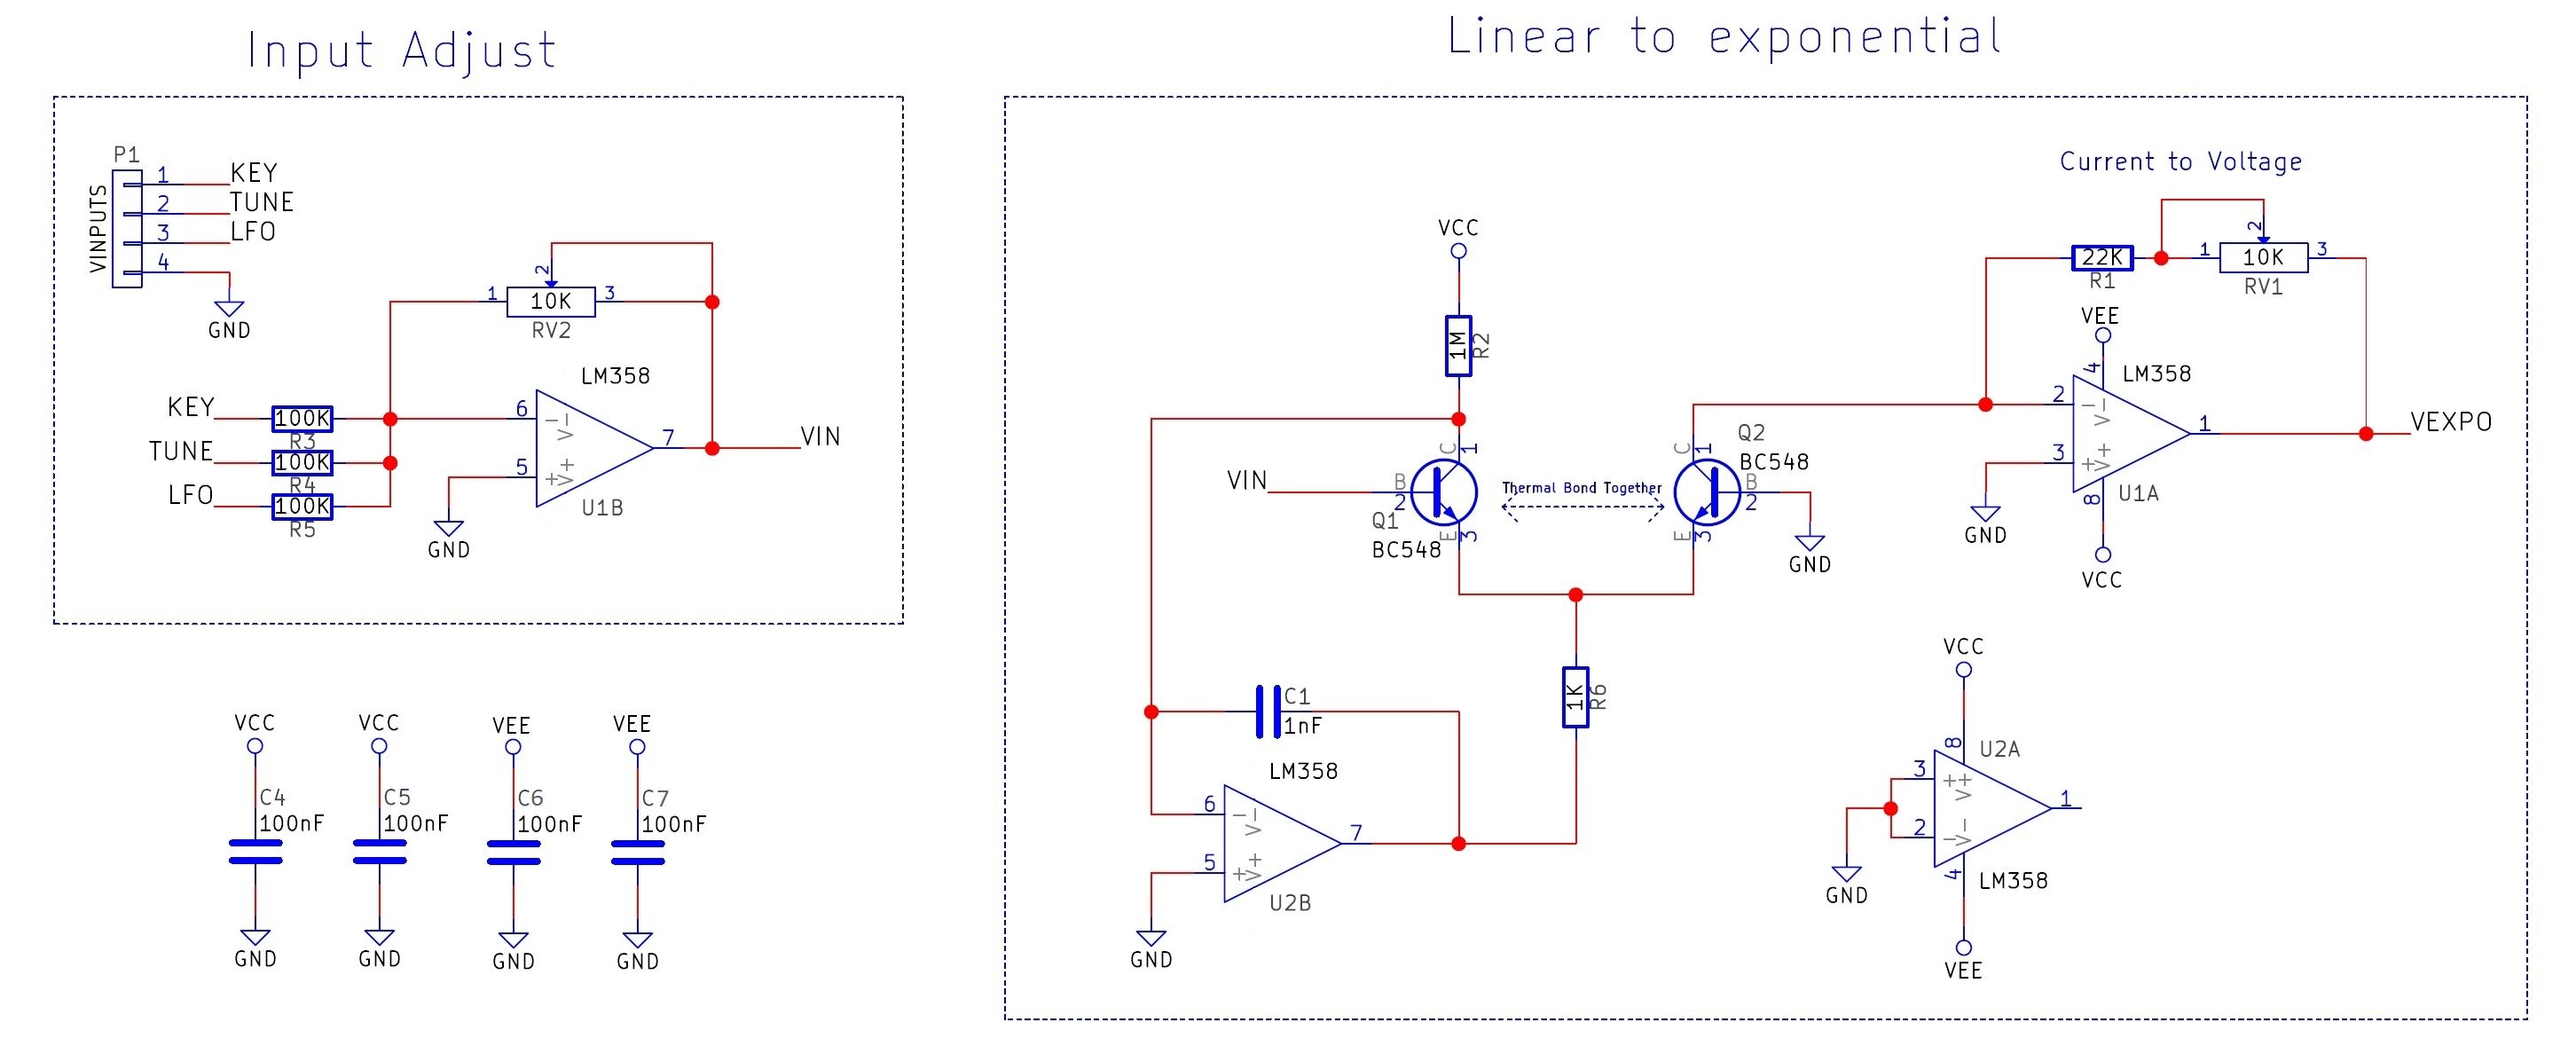 Input Adjust
P1
VINPUTS
1 KEY
2 TUNE
3 LFO
4
GND
1 10K 3
2
RV2
KEY 100K
R3
TUNE 100K
R4
LFO 100K
R5
LM358
6 - V-
5 + V+
7 VIN
U1B
GND
VCC VCC VEE VEE
C4 C5 C6 C7
100nF 100nF 100nF 100nF
GND GND GND GND
Linear to exponential
VCC
1M R2
VIN
B 2
C 1
E 3
Q1
BC548
Thermal Bond Together
Q2
BC548
C 1
B 2
E 3
GND
C1
1nF
1K R6
LM358
6 - V-
5 + V+
7
U2B
GND
Current to Voltage
22K
R1
1 10K 3
2
RV1
VEE
4
LM358
2 - V-
3 + V+
1 VEXPO
U1A
8
VCC
GND
VCC
8
U2A
3 + V+
2 - V-
1
4
LM358
GND
VEE